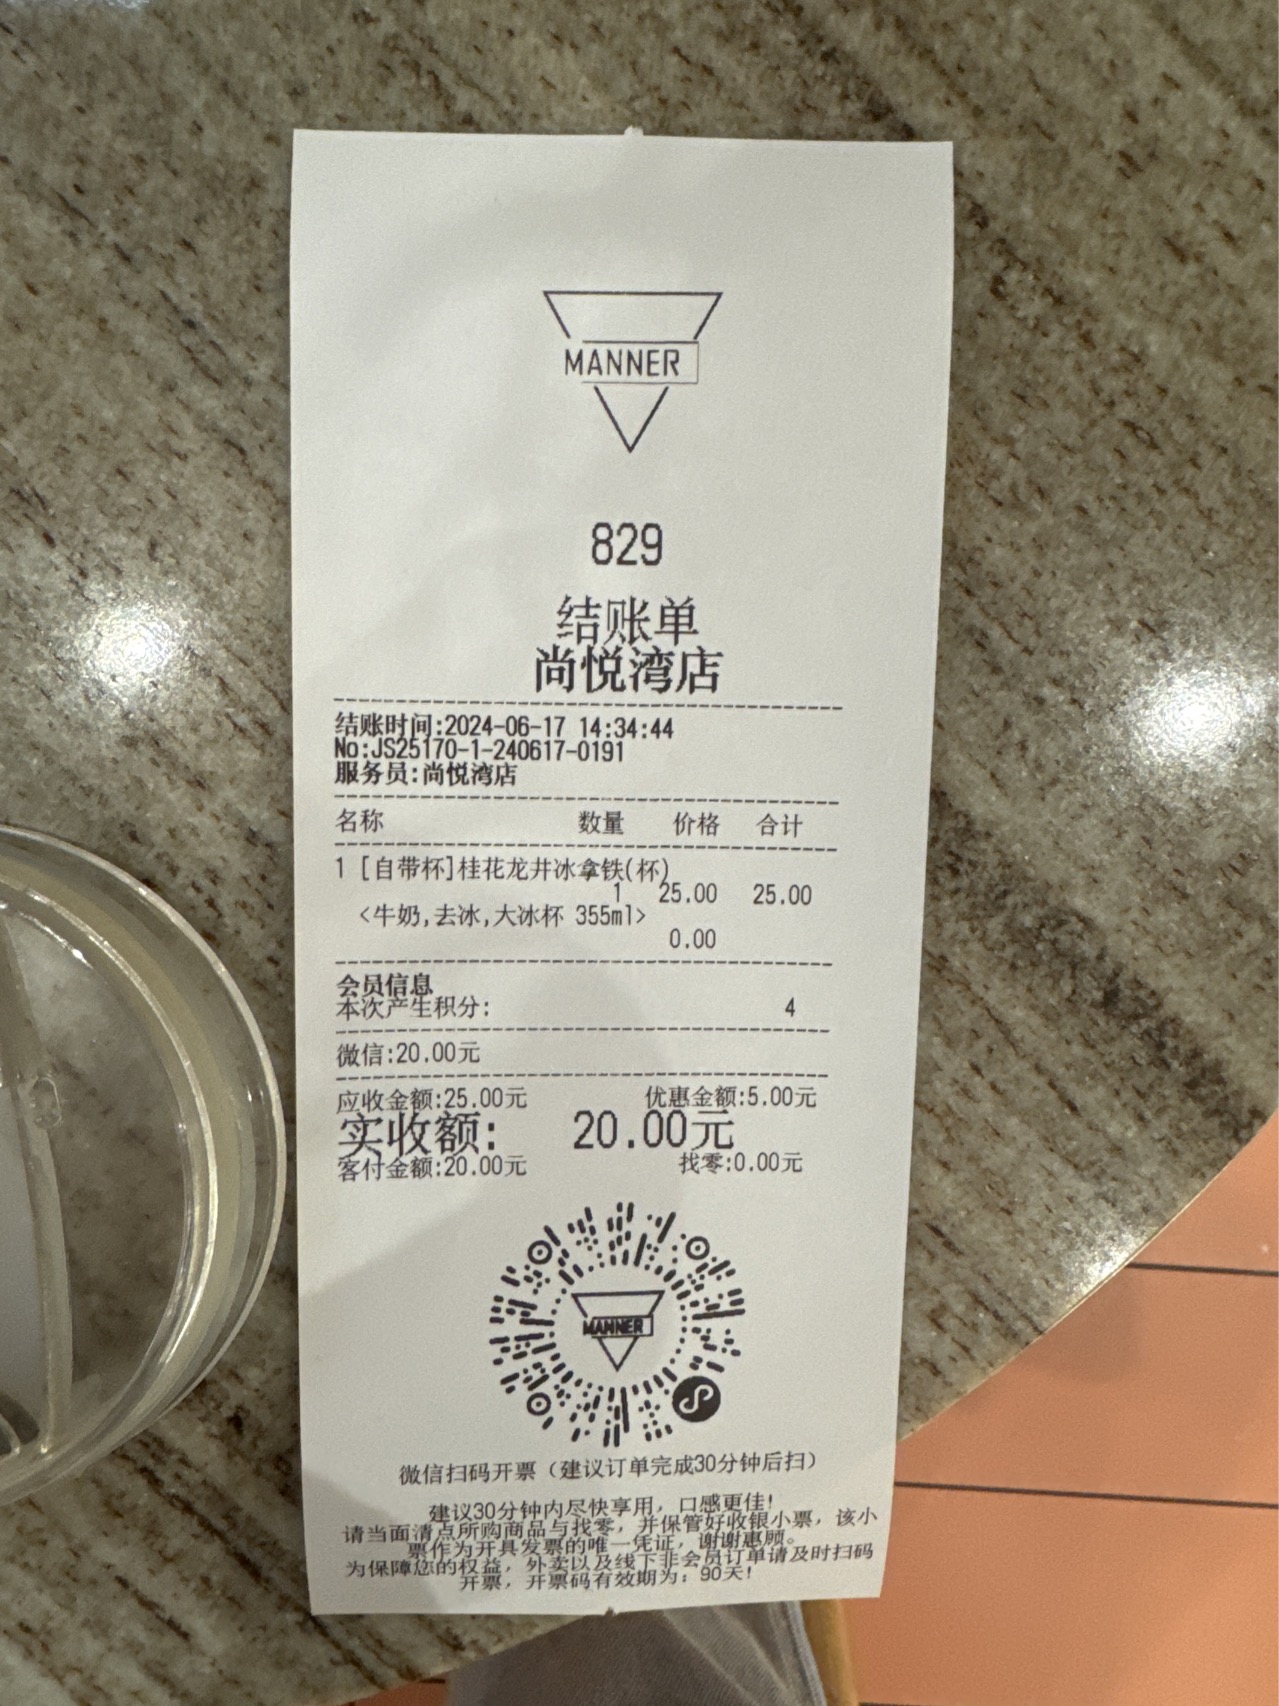 MANNER
829
结账单
尚悦湾店
结账时间:2024-06-17 14:34:44
No:JS25170-1-240617-0191
服务员:尚悦湾店
名称 数量 价格 合计
1 [自带杯]桂花龙井冰拿铁(杯)
1 25.00 25.00
<牛奶,去冰,大冰杯 355ml>
0.00
会员信息
本次产生积分: 4
微信:20.00元
应收金额:25.00元 优惠金额:5.00元
实收额: 20.00元
客付金额:20.00元 找零:0.00元
MANNER
微信扫码开票（建议订单完成30分钟后扫）
建议30分钟内尽快享用，口感更佳!
请当面清点所购商品与找零，并保管好收银小票，该小
票作为开具发票的唯一凭证，谢谢惠顾。
为保障您的权益，外卖以及线下非会员订单请及时扫码
开票，开票码有效期为：90天!